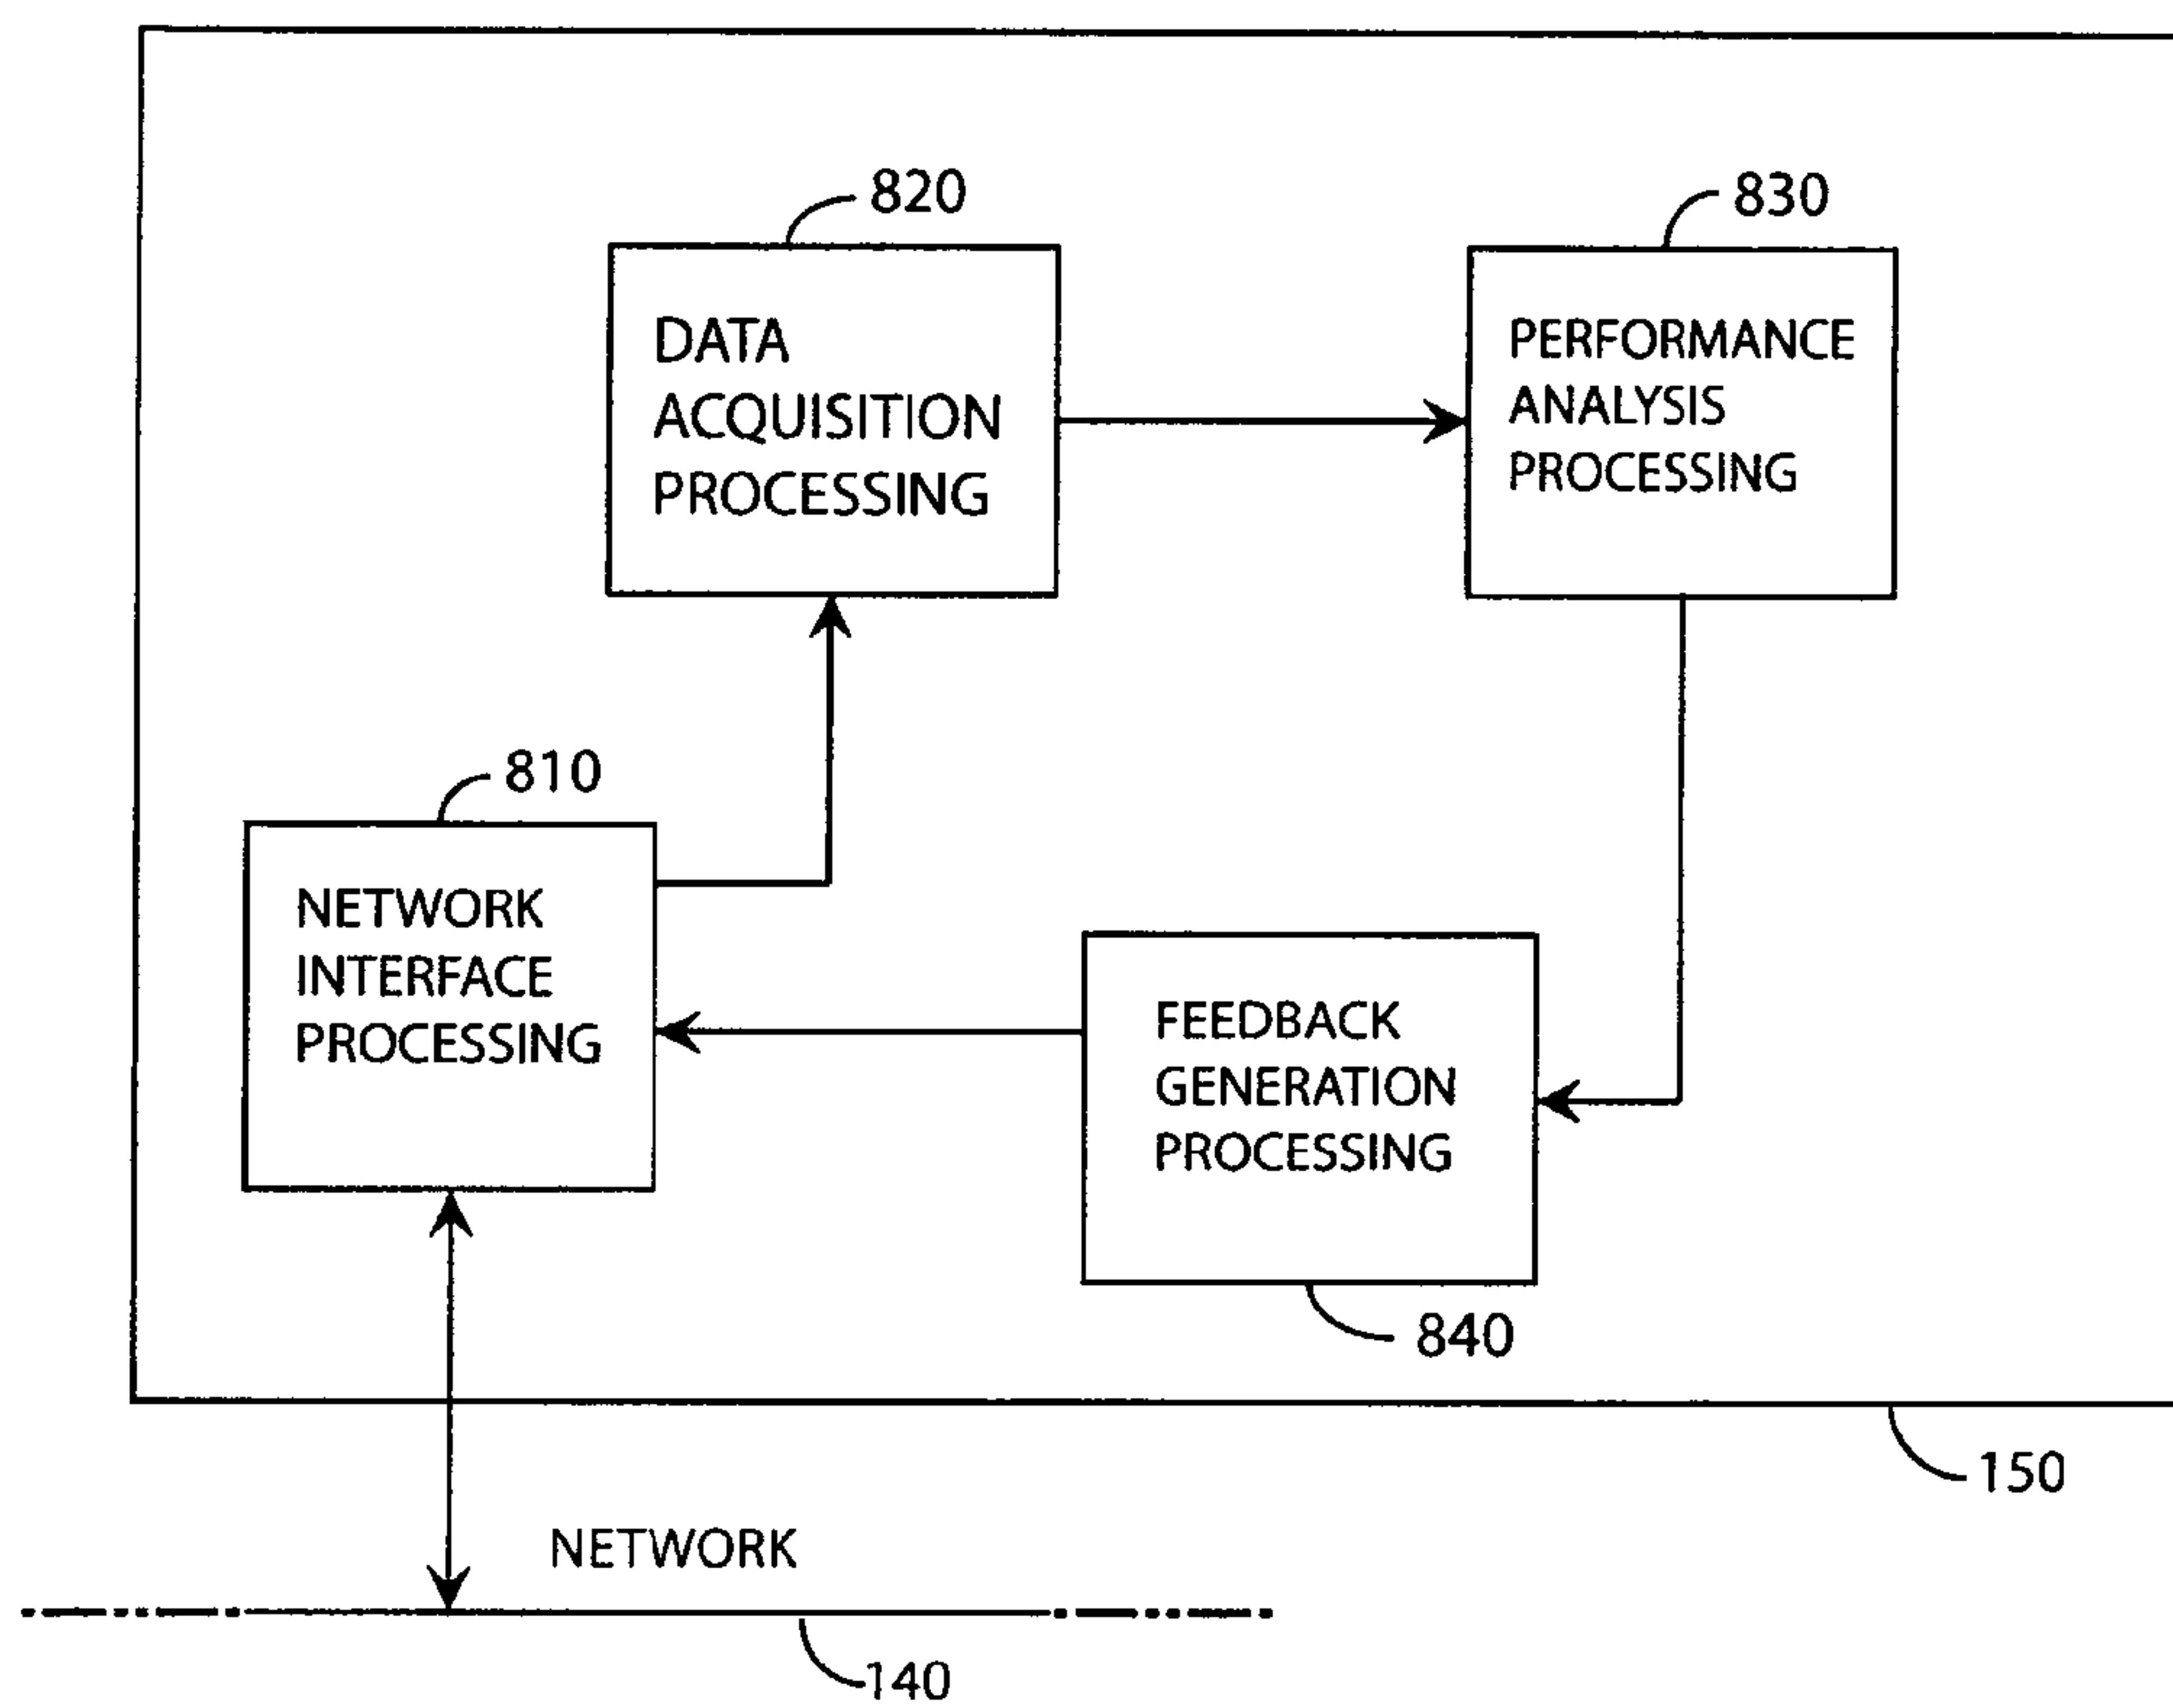 820
830
DATA
ACQUISITION
PROCESSING
PERFORMANCE
ANALYSIS
PROCESSING
810
NETWORK
INTERFACE
PROCESSING
FEEDBACK
GENERATION
PROCESSING
840
150
NETWORK
140